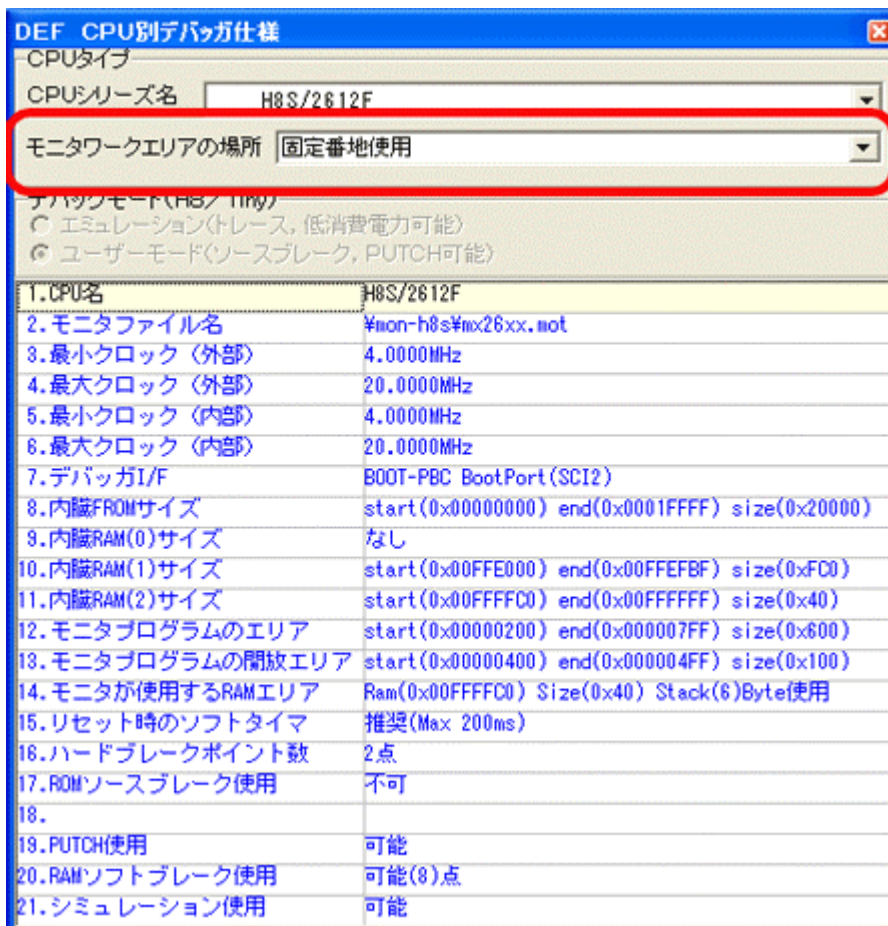 DEF CPU別デバッガ仕様
CPUタイプ
CPUシリーズ名 H8S/2612F
モニタワークエリアの場所 固定番地使用
デバックモード(H8/Tiny)
エミュレーション(トレース,低消費電力可能)
ユーザーモード(ソースブレーク,PUTCH可能)
1.CPU名 H8S/2612F
2.モニタファイル名 ¥mon-h8s¥mx26xx.mot
3.最小クロック（外部） 4.0000MHz
4.最大クロック（外部） 20.0000MHz
5.最小クロック（内部） 4.0000MHz
6.最大クロック（内部） 20.0000MHz
7.デバッガI/F BOOT-PBC BootPort(SCI2)
8.内臓FROMサイズ start(0x00000000) end(0x0001FFFF) size(0x20000)
9.内臓RAM(0)サイズ なし
10.内臓RAM(1)サイズ start(0x00FFE000) end(0x00FFEFBF) size(0xFC0)
11.内臓RAM(2)サイズ start(0x00FFFFC0) end(0x00FFFFFF) size(0x40)
12.モニタプログラムのエリア start(0x00000200) end(0x000007FF) size(0x600)
13.モニタプログラムの開放エリア start(0x00000400) end(0x000004FF) size(0x100)
14.モニタが使用するRAMエリア Ram(0x00FFFFC0) Size(0x40) Stack(6)Byte使用
15.リセット時のソフトタイマ 推奨(Max 200ms)
16.ハードブレークポイント数 2点
17.ROMソースブレーク使用 不可
18.
19.PUTCH使用 可能
20.RAMソフトブレーク使用 可能(8)点
21.シミュレーション使用 可能